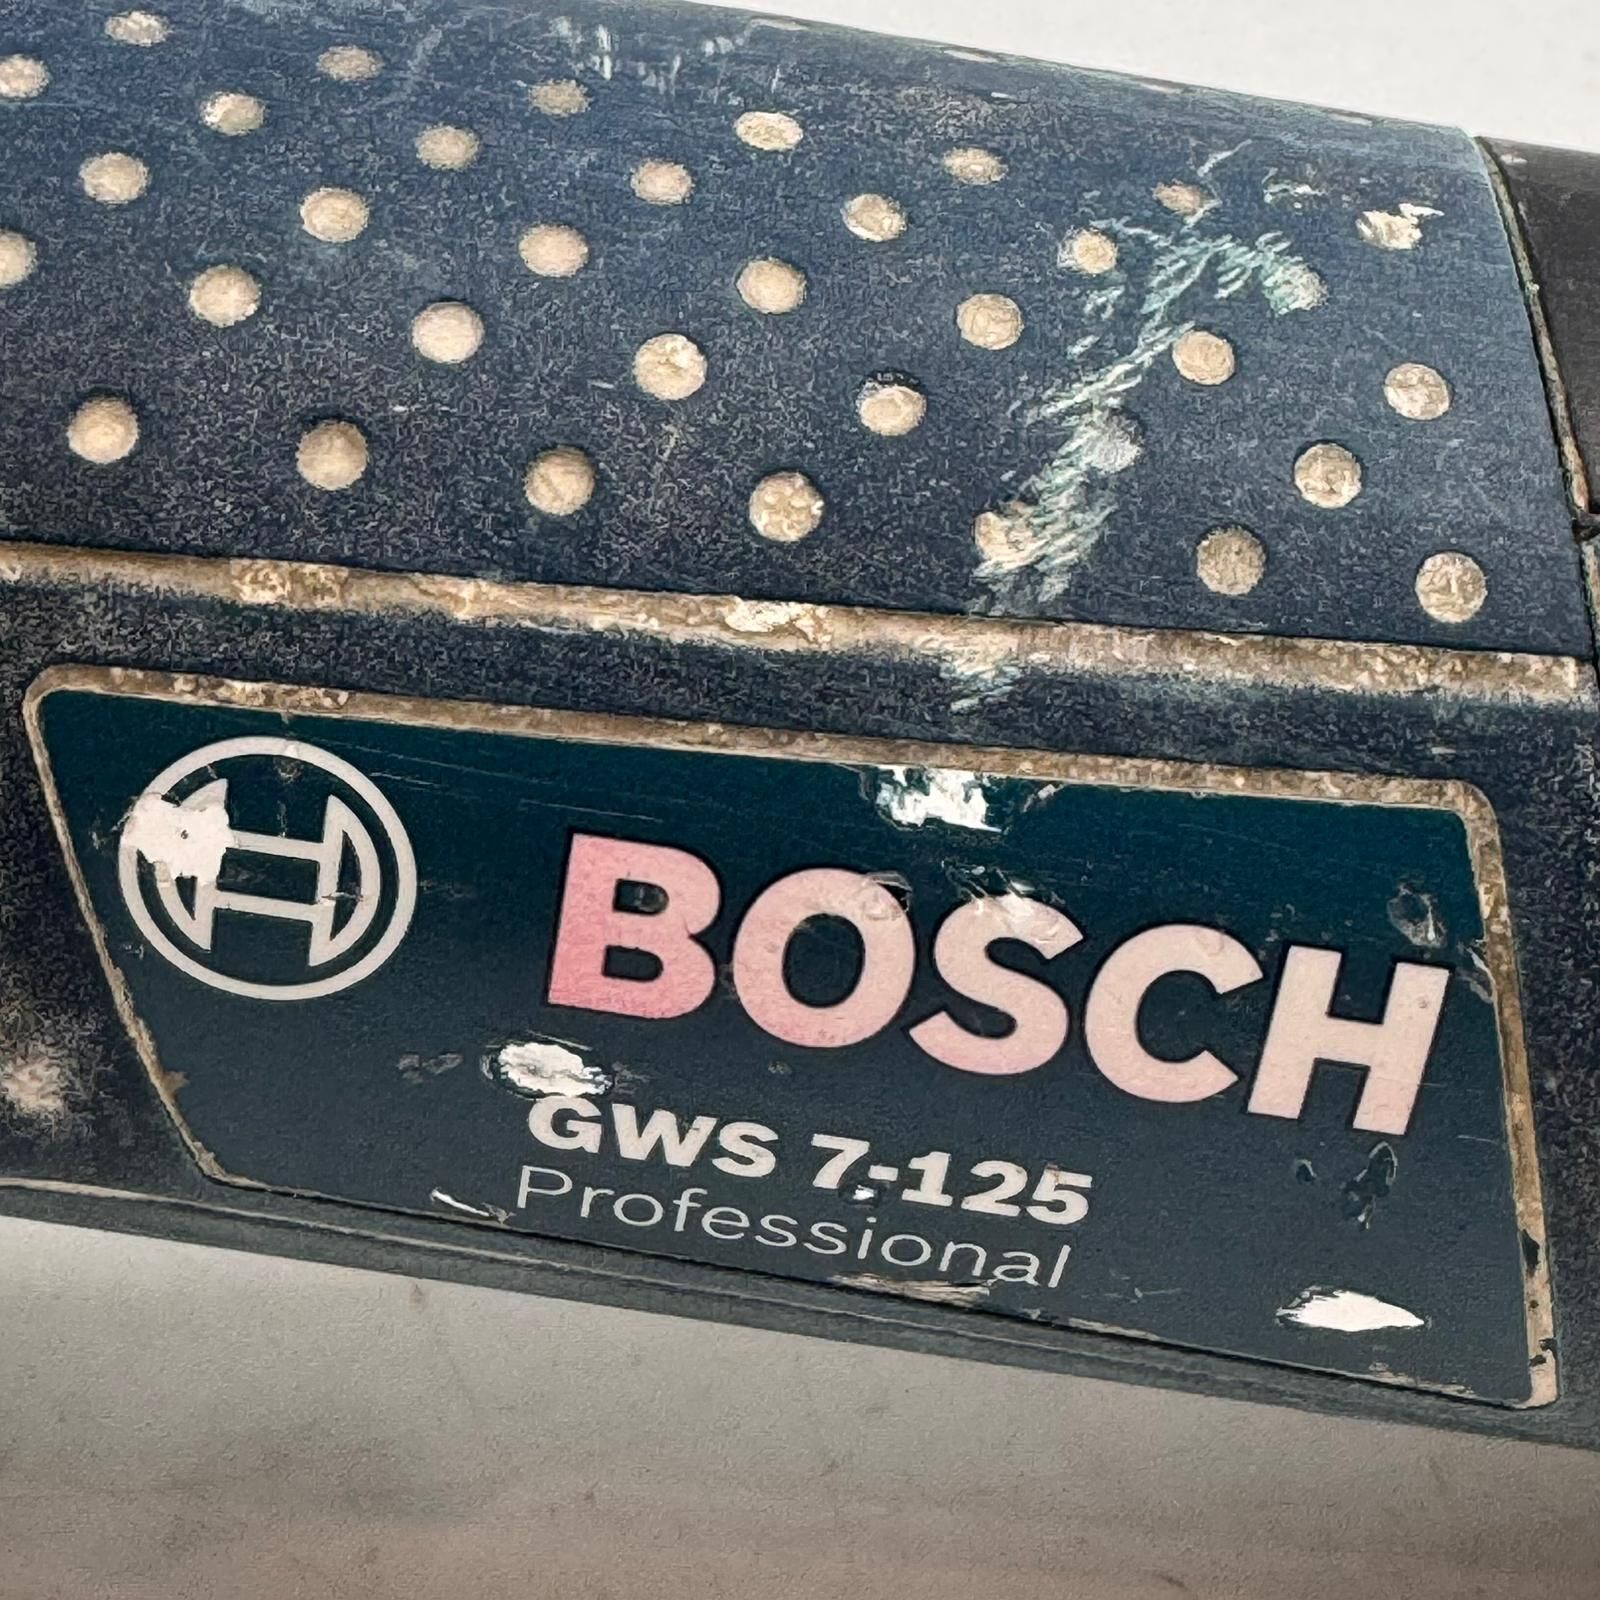 BOSCH
GWS 7-125
Professional